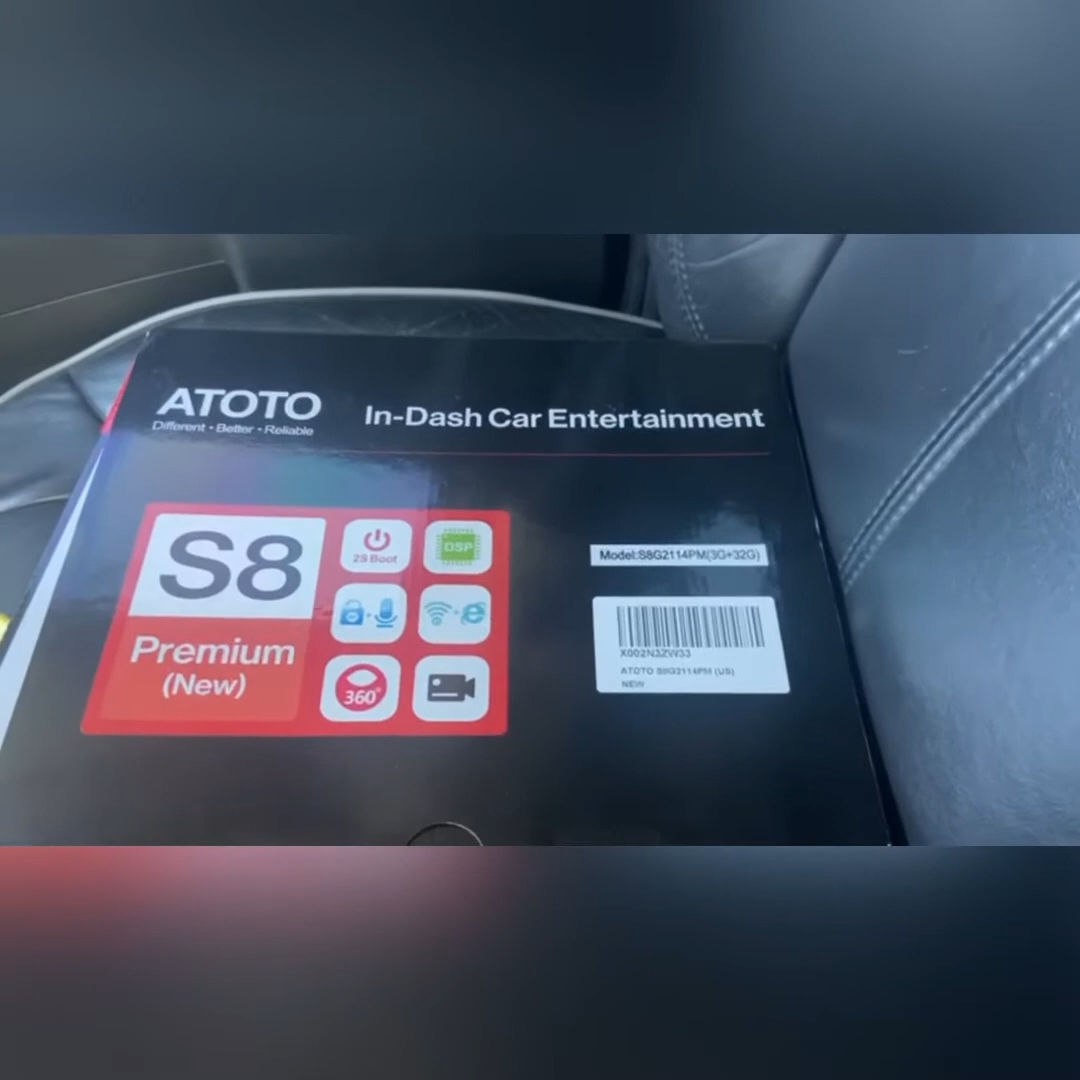 ATOTO
Different • Better • Reliable
In-Dash Car Entertainment
S8
Premium
(New)
2S Boot
DSP
360°
Model:S8G2114PM(3G+32G)
X002N3ZW33
ATOTO S8G2114PM (US)
NEW